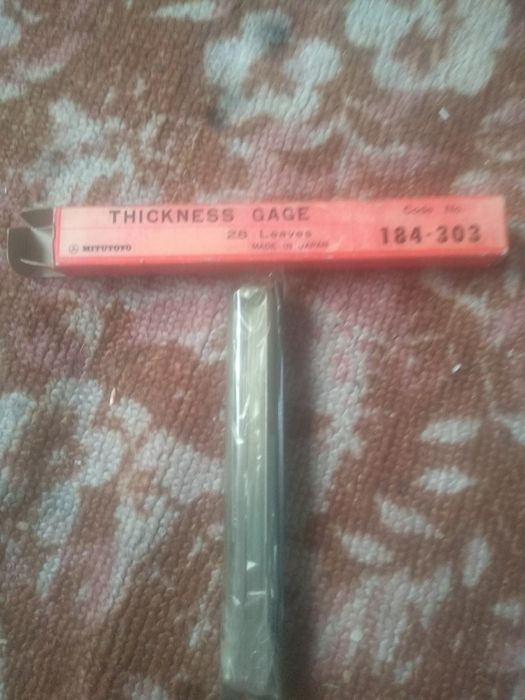 THICKNESS GAGE
28 Leaves
MADE IN JAPAN
MITUTOYO
Code No.
184-303